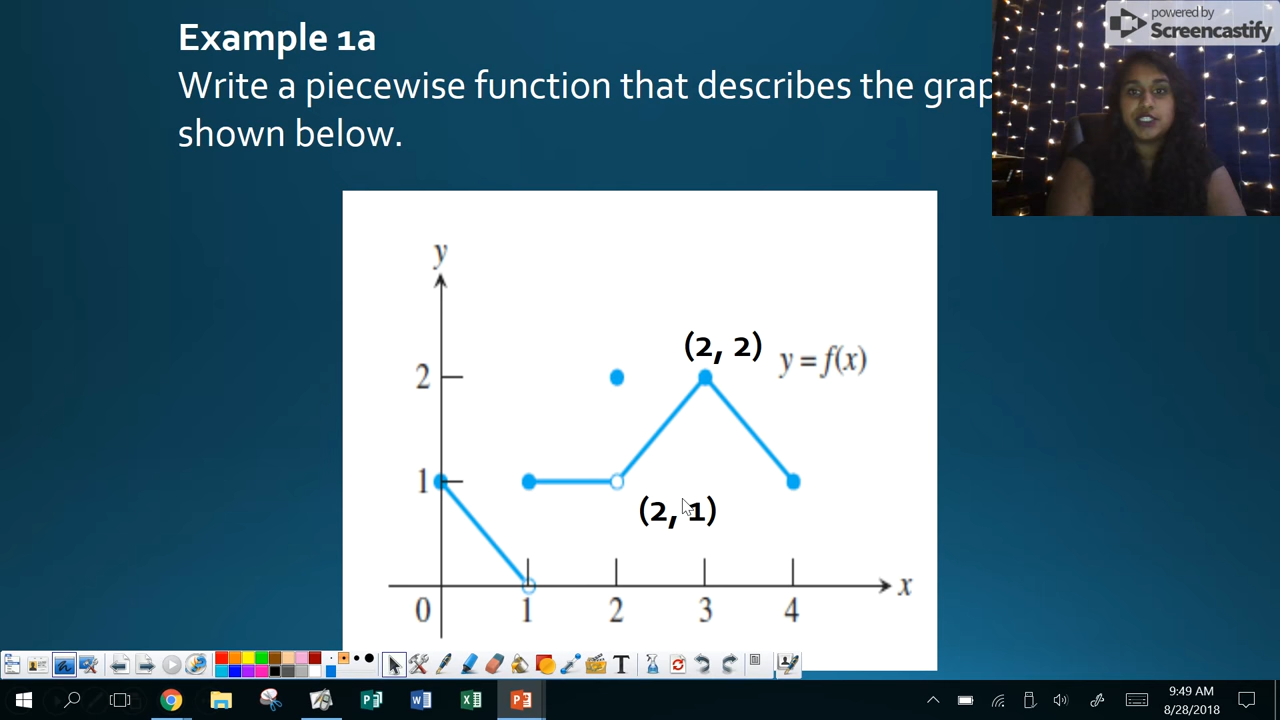 Example 1a
Write a piecewise function that describes the grap
shown below.
powered by
Screencastify
y
(2, 2)
y = f(x)
2
1
(2, 1)
x
0
1
2
3
4
9:49 AM
8/28/2018